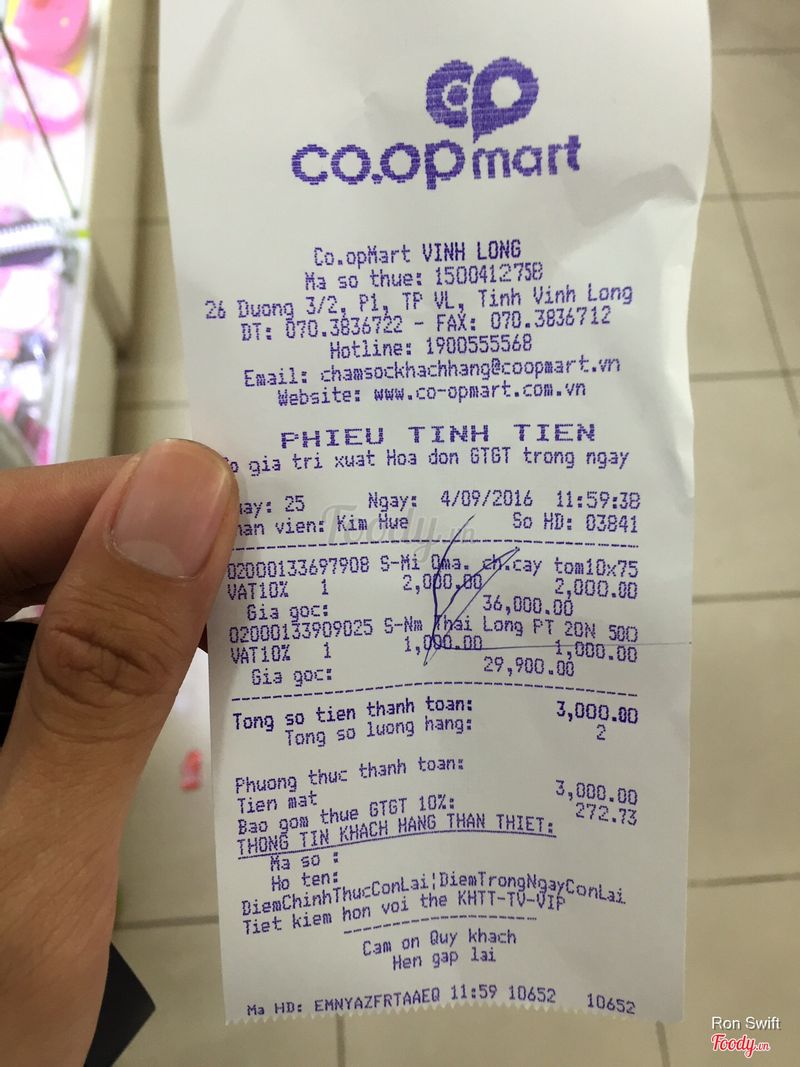 co.opmart
Co.opMart VINH LONG
Ma so thue: 1500412758
26 Duong 3/2, P1, TP VL, Tinh Vinh Long
DT: 070.3836722 - FAX: 070.3836712
Hotline: 1900555568
Email: chamsockhachhang@coopmart.vn
Website: www.co-opmart.com.vn
PHIEU TINH TIEN
gia tri xuat Hoa don GTGT trong ngay
ay: 25 Ngay: 4/09/2016 11:59:38
an vien: Kim Hue So HD: 03841
Foody.vn
02000133697908 S-Mi Oma. ch.cay tom10x75
VAT10% 1 2,000.00 2,000.00
Gia goc: 36,000.00
02000133909025 S-Nm Thai Long PT 20N 500
VAT10% 1 1,000.00 1,000.00
Gia goc: 29,900.00
Tong so tien thanh toan: 3,000.00
Tong so luong hang: 2
Phuong thuc thanh toan:
Tien mat 3,000.00
Bao gom thue GTGT 10%: 272.73
THONG TIN KHACH HANG THAN THIET:
Ma so :
Ho ten:
DiemChinhThucConLai¦DiemTrongNgayConLai
Tiet kiem hon voi the KHTT-TV-VIP
Cam on Quy khach
Hen gap lai
Ma HD: EMNYAZFRTAAEQ 11:59 10652 10652
Ron Swift
Foody.vn